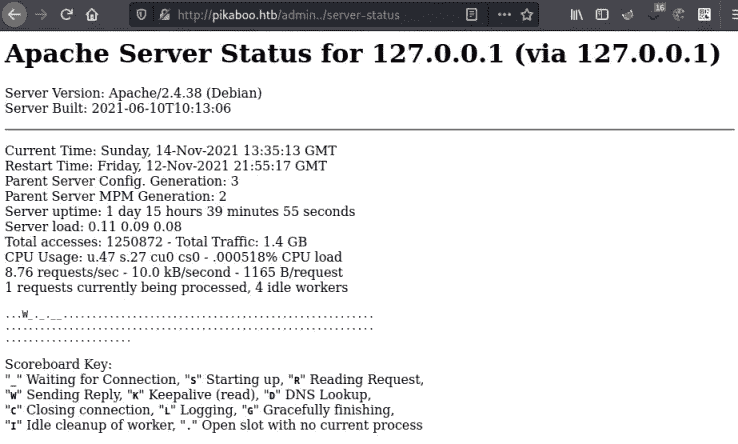 http://pikaboo.htb/admin../server-status
16
Apache Server Status for 127.0.0.1 (via 127.0.0.1)
Server Version: Apache/2.4.38 (Debian)
Server Built: 2021-06-10T10:13:06
Current Time: Sunday, 14-Nov-2021 13:35:13 GMT
Restart Time: Friday, 12-Nov-2021 21:55:17 GMT
Parent Server Config. Generation: 3
Parent Server MPM Generation: 2
Server uptime: 1 day 15 hours 39 minutes 55 seconds
Server load: 0.11 0.09 0.08
Total accesses: 1250872 - Total Traffic: 1.4 GB
CPU Usage: u.47 s.27 cu0 cs0 - .000518% CPU load
8.76 requests/sec - 10.0 kB/second - 1165 B/request
1 requests currently being processed, 4 idle workers
...W_._.__......................................................
................................................................
......................
Scoreboard Key:
"_" Waiting for Connection, "S" Starting up, "R" Reading Request,
"W" Sending Reply, "K" Keepalive (read), "D" DNS Lookup,
"C" Closing connection, "L" Logging, "G" Gracefully finishing,
"I" Idle cleanup of worker, "." Open slot with no current process